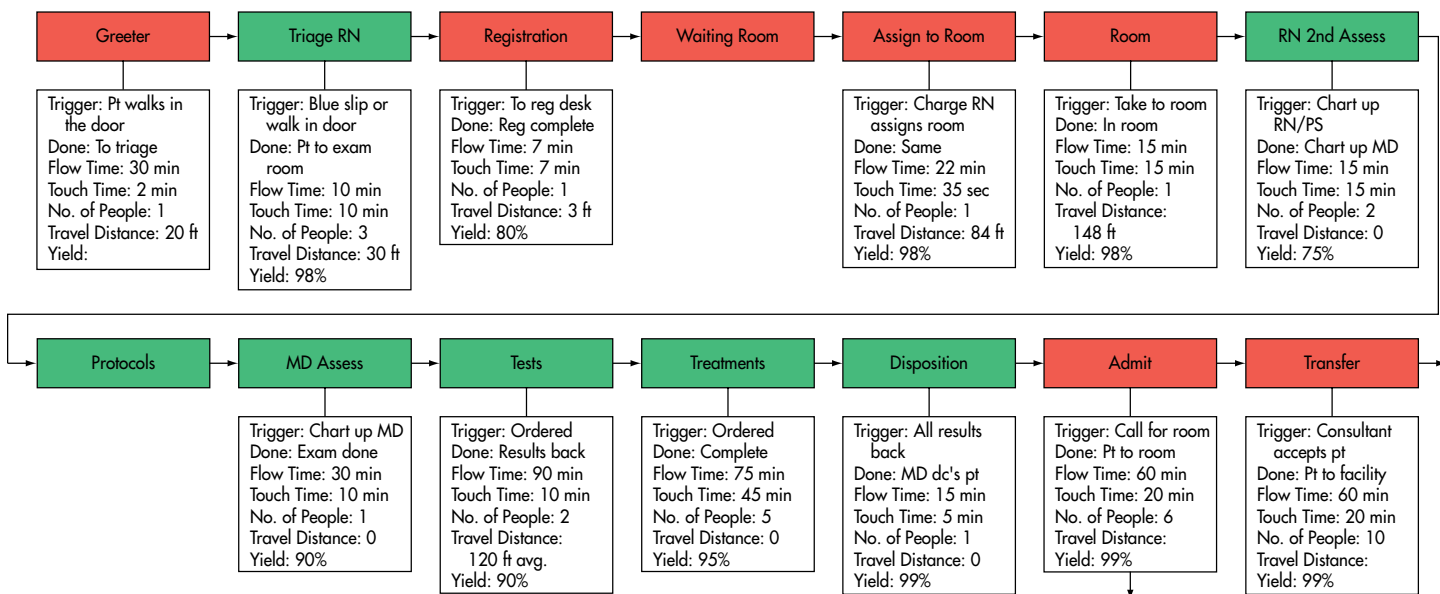 Greeter
Triage RN
Registration
Waiting Room
Assign to Room
Room
RN 2nd Assess
Trigger: Pt walks in
the door
Done: To triage
Flow Time: 30 min
Touch Time: 2 min
No. of People: 1
Travel Distance: 20 ft
Yield:
Trigger: Blue slip or
walk in door
Done: Pt to exam
room
Flow Time: 10 min
Touch Time: 10 min
No. of People: 3
Travel Distance: 30 ft
Yield: 98%
Trigger: To reg desk
Done: Reg complete
Flow Time: 7 min
Touch Time: 7 min
No. of People: 1
Travel Distance: 3 ft
Yield: 80%
Trigger: Charge RN
assigns room
Done: Same
Flow Time: 22 min
Touch Time: 35 sec
No. of People: 1
Travel Distance: 84 ft
Yield: 98%
Trigger: Take to room
Done: In room
Flow Time: 15 min
Touch Time: 15 min
No. of People: 1
Travel Distance:
148 ft
Yield: 98%
Trigger: Chart up
RN/PS
Done: Chart up MD
Flow Time: 15 min
Touch Time: 15 min
No. of People: 2
Travel Distance: 0
Yield: 75%
Protocols
MD Assess
Tests
Treatments
Disposition
Admit
Transfer
Trigger: Chart up MD
Done: Exam done
Flow Time: 30 min
Touch Time: 10 min
No. of People: 1
Travel Distance: 0
Yield: 90%
Trigger: Ordered
Done: Results back
Flow Time: 90 min
Touch Time: 10 min
No. of People: 2
Travel Distance:
120 ft avg.
Yield: 90%
Trigger: Ordered
Done: Complete
Flow Time: 75 min
Touch Time: 45 min
No. of People: 5
Travel Distance: 0
Yield: 95%
Trigger: All results
back
Done: MD dc's pt
Flow Time: 15 min
Touch Time: 5 min
No. of People: 1
Travel Distance: 0
Yield: 99%
Trigger: Call for room
Done: Pt to room
Flow Time: 60 min
Touch Time: 20 min
No. of People: 6
Travel Distance:
Yield: 99%
Trigger: Consultant
accepts pt
Done: Pt to facility
Flow Time: 60 min
Touch Time: 20 min
No. of People: 10
Travel Distance:
Yield: 99%